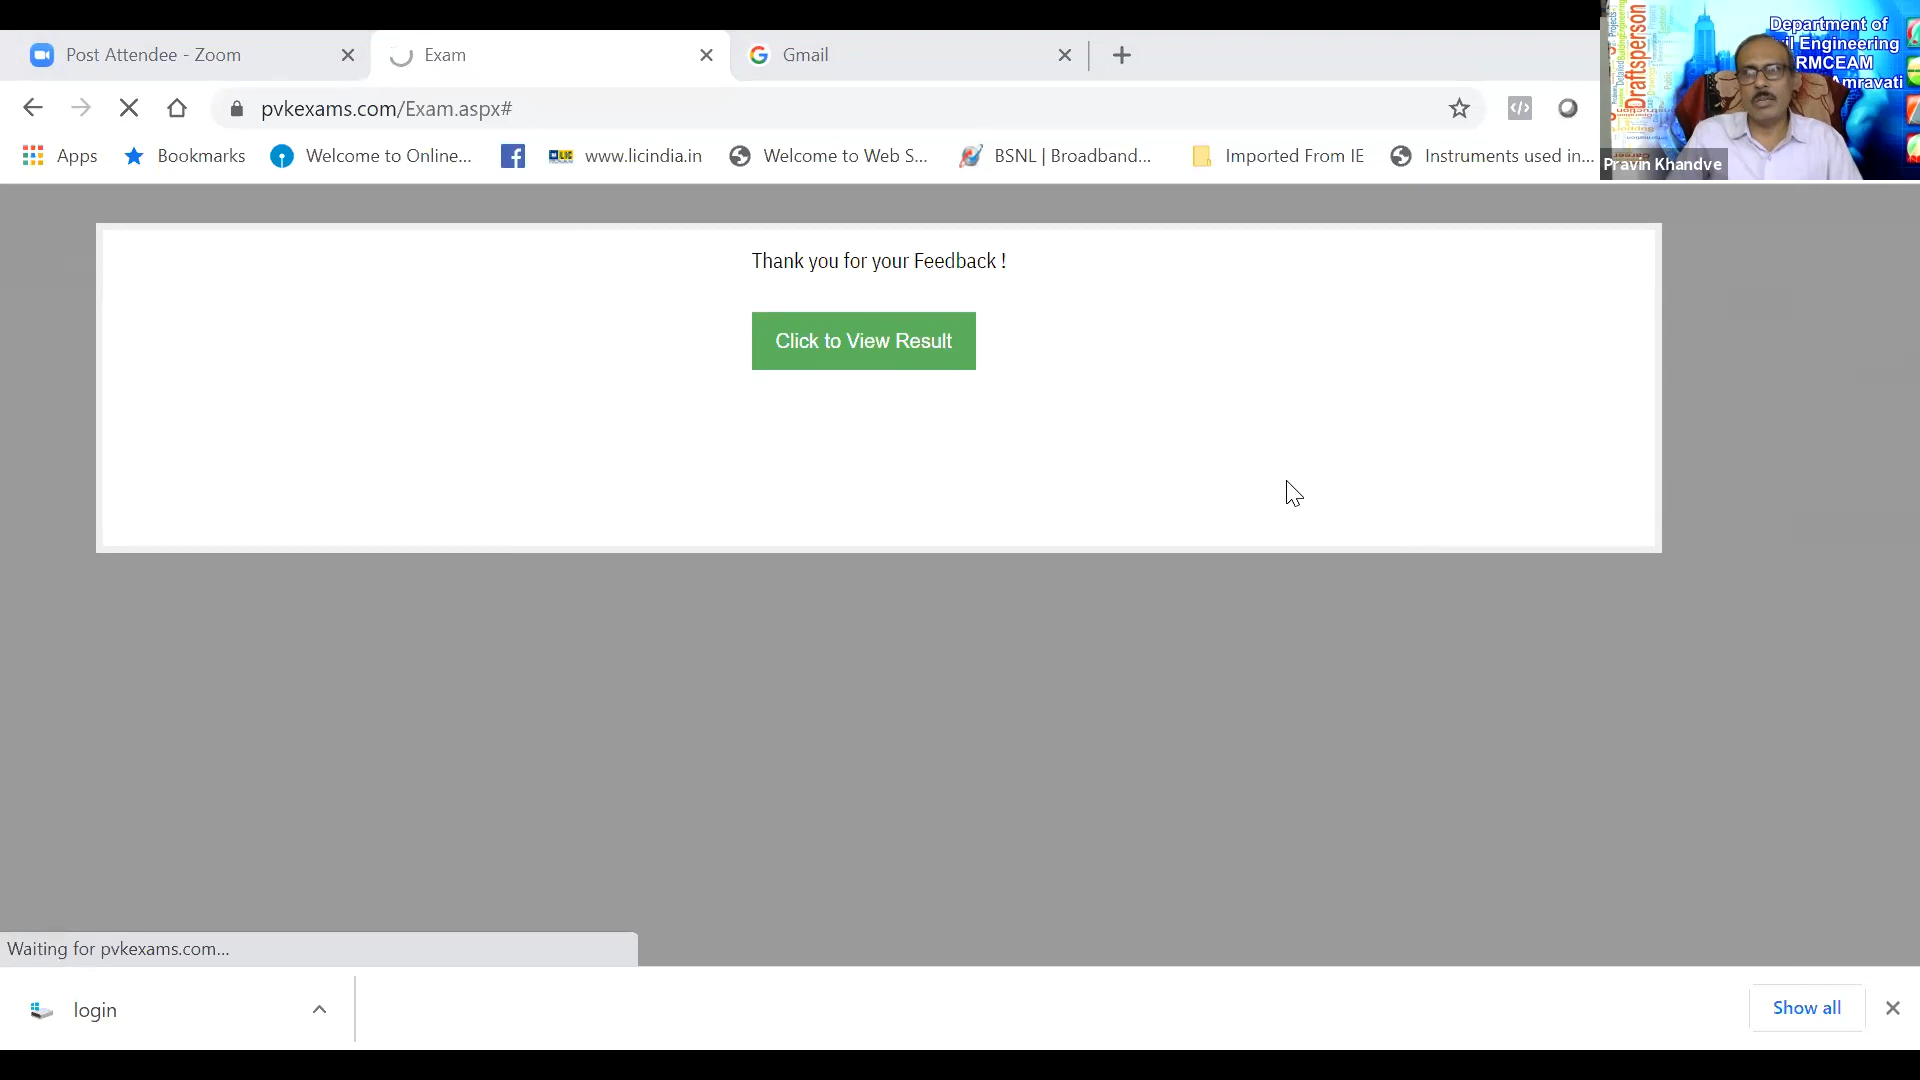 Post Attendee - Zoom
Exam
Gmail
pvkexams.com/Exam.aspx#
Apps
Bookmarks
Welcome to Online...
www.licindia.in
Welcome to Web S...
BSNL | Broadband...
Imported From IE
Instruments used in...
Draftsperson
Department of
il Engineering
RMCEAM
Amravati
Pravin Khandve
Thank you for your Feedback !
Click to View Result
Waiting for pvkexams.com...
login
Show all